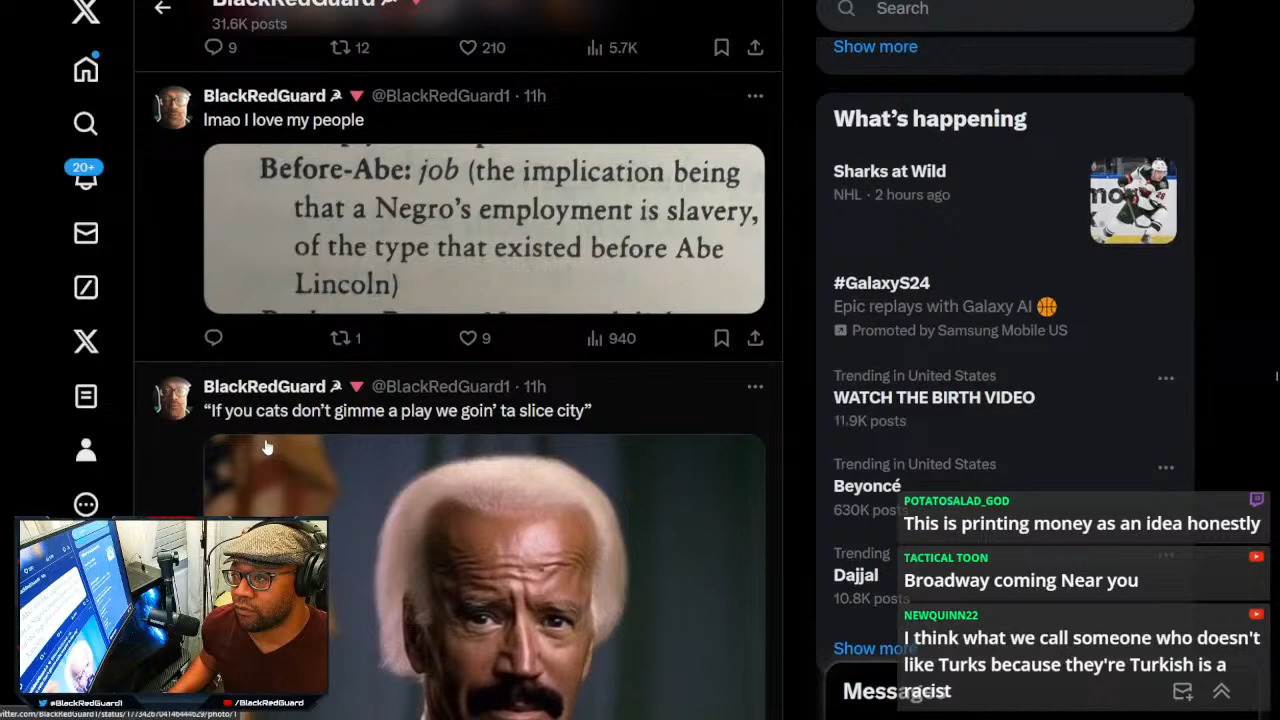 BlackRedGuard
31.6K posts
9
12
210
5.7K
BlackRedGuard @BlackRedGuard1 · 11h
lmao I love my people
Before-Abe: job (the implication being
that a Negro's employment is slavery,
of the type that existed before Abe
Lincoln)
1
9
940
BlackRedGuard @BlackRedGuard1 · 11h
“If you cats don’t gimme a play we goin’ ta slice city”
20+
Search
Show more
What’s happening
Sharks at Wild
NHL · 2 hours ago
#GalaxyS24
Epic replays with Galaxy AI 🏀
Promoted by Samsung Mobile US
Trending in United States
WATCH THE BIRTH VIDEO
11.9K posts
Trending in United States
Beyoncé
630K posts
Trending
Dajjal
10.8K posts
Show more
POTATOSALAD_GOD
This is printing money as an idea honestly
TACTICAL TOON
Broadway coming Near you
NEWQUINN22
I think what we call someone who doesn't
like Turks because they're Turkish is a
racist
@BlackRedGuard1
/BlackRedGuard